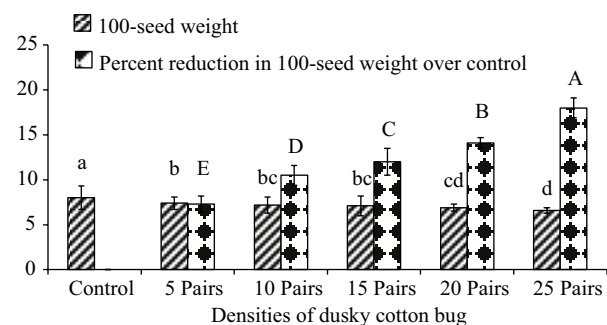 100-seed weight
Percent reduction in 100-seed weight over control
25
20
15
10
5
0
a
b
E
bc
D
bc
C
cd
B
d
A
Control
5 Pairs
10 Pairs
15 Pairs
20 Pairs
25 Pairs
Densities of dusky cotton bug